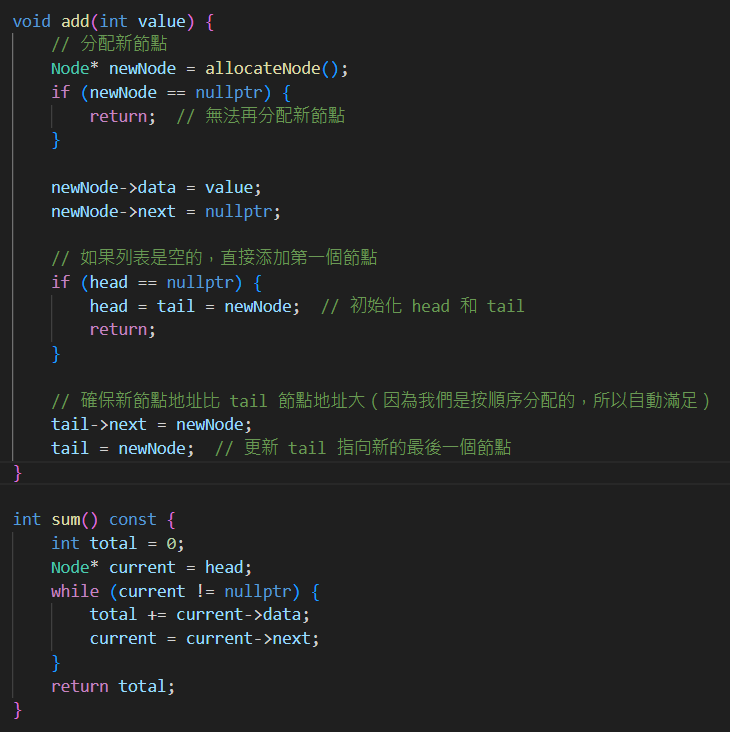 void add(int value) {
    // 分配新節點
    Node* newNode = allocateNode();
    if (newNode == nullptr) {
        return;  // 無法再分配新節點
    }

    newNode->data = value;
    newNode->next = nullptr;

    // 如果列表是空的，直接添加第一個節點
    if (head == nullptr) {
        head = tail = newNode;  // 初始化 head 和 tail
        return;
    }

    // 確保新節點地址比 tail 節點地址大（因為我們是按順序分配的，所以自動滿足）
    tail->next = newNode;
    tail = newNode;  // 更新 tail 指向新的最後一個節點
}

int sum() const {
    int total = 0;
    Node* current = head;
    while (current != nullptr) {
        total += current->data;
        current = current->next;
    }
    return total;
}